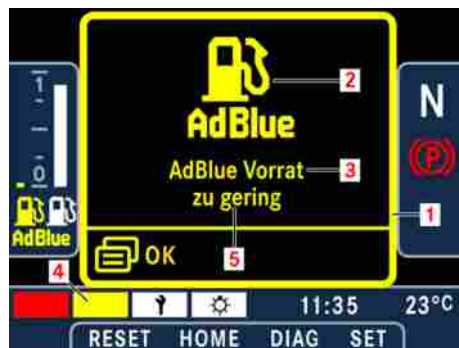 1
0
AdBlue
AdBlue
AdBlue Vorrat
zu gering
OK
N
(P)
2
3
1
4
5
11:35
23°C
RESET HOME DIAG SET